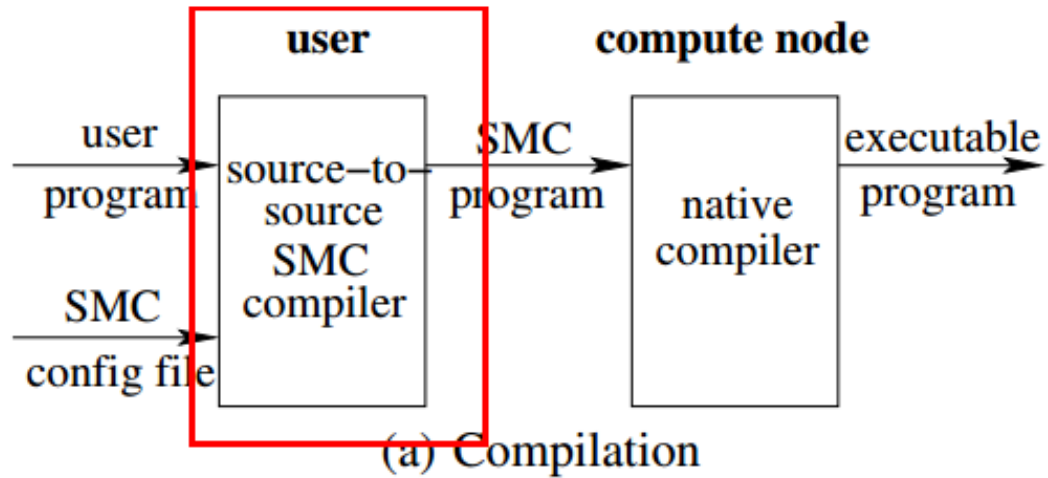 user
compute node
user
program
SMC
config file
source−to−
source
SMC
compiler
SMC
program
native
compiler
executable
program
(a) Compilation